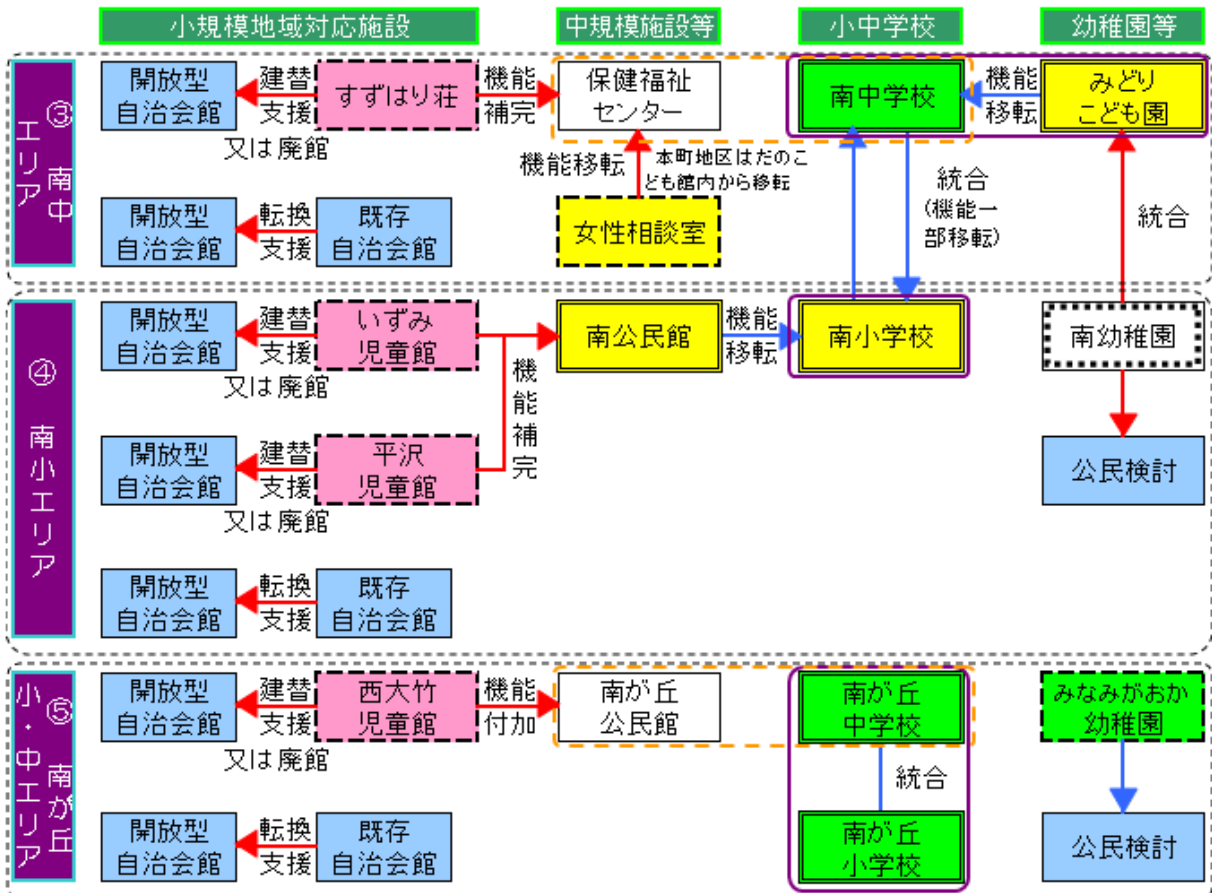 小規模地域対応施設
中規模施設等
小中学校
幼稚園等
③ 南中
エリア
開放型
自治会館
建替
支援
又は廃館
すずはり荘
機能
補完
保健福祉
センター
南中学校
機能
移転
みどり
こども園
機能移転
本町地区はだのこ
ども館内から移転
統合
(機能一
部移転)
統合
開放型
自治会館
転換
支援
既存
自治会館
女性相談室
④ 南小エリア
開放型
自治会館
建替
支援
又は廃館
いずみ
児童館
機能補完
南公民館
機能
移転
南小学校
南幼稚園
開放型
自治会館
建替
支援
又は廃館
平沢
児童館
公民検討
開放型
自治会館
転換
支援
既存
自治会館
⑤ 南が丘
小・中エリア
開放型
自治会館
建替
支援
又は廃館
西大竹
児童館
機能
付加
南が丘
公民館
南が丘
中学校
みなみがおか
幼稚園
統合
開放型
自治会館
転換
支援
既存
自治会館
南が丘
小学校
公民検討